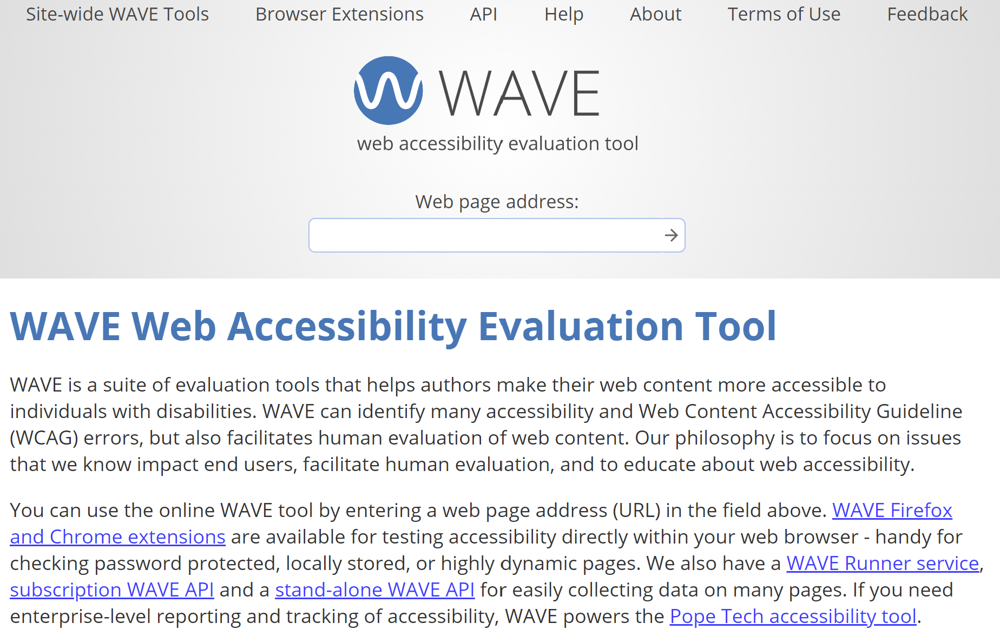 Site-wide WAVE Tools Browser Extensions API Help About Terms of Use Feedback
WAVE
web accessibility evaluation tool
Web page address:
WAVE Web Accessibility Evaluation Tool
WAVE is a suite of evaluation tools that helps authors make their web content more accessible to
individuals with disabilities. WAVE can identify many accessibility and Web Content Accessibility Guideline
(WCAG) errors, but also facilitates human evaluation of web content. Our philosophy is to focus on issues
that we know impact end users, facilitate human evaluation, and to educate about web accessibility.
You can use the online WAVE tool by entering a web page address (URL) in the field above. WAVE Firefox
and Chrome extensions are available for testing accessibility directly within your web browser - handy for
checking password protected, locally stored, or highly dynamic pages. We also have a WAVE Runner service,
subscription WAVE API and a stand-alone WAVE API for easily collecting data on many pages. If you need
enterprise-level reporting and tracking of accessibility, WAVE powers the Pope Tech accessibility tool.